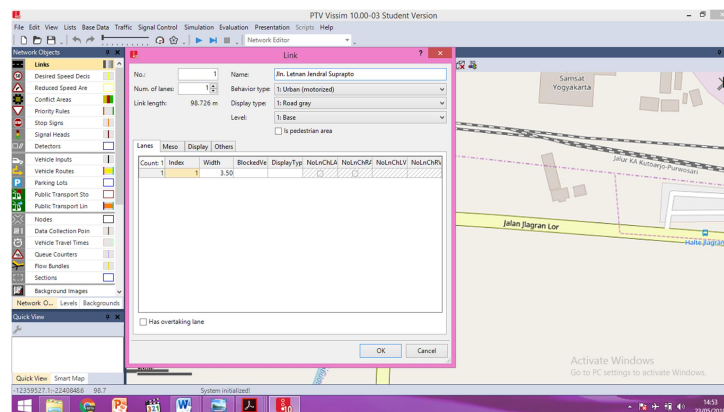 PTV Vissim 10.00-03 Student Version
File Edit View Lists Base Data Traffic Signal Control Simulation Evaluation Presentation Scripts Help
Network Editor
Network Objects
Links
Desired Speed Decis
Reduced Speed Are
Conflict Areas
Priority Rules
Stop Signs
Signal Heads
Detectors
Vehicle Inputs
Vehicle Routes
Parking Lots
Public Transport Sto
Public Transport Lin
Nodes
Data Collection Poin
Vehicle Travel Times
Queue Counters
Flow Bundles
Sections
Background Images
Network O... Levels Backgrounds
Quick View
Quick View Smart Map
Link
No.: 1 Name: Jln. Letnan Jendral Suprapto
Num. of lanes: 1 Behavior type: 1: Urban (motorized)
Link length: 98.726 m Display type: 1: Road gray
Level: 1: Base
Is pedestrian area
Lanes Meso Display Others
Count: 1 Index Width BlockedVe DisplayTyp NoLnChLA NoLnChRA NoLnChLV NoLnChRV
1 1 3.50
Has overtaking lane
OK Cancel
Samsat
Yogyakarta
Jalur KA Kutoarjo-Purwosari
Jalan Jlagran Lor
Halte Jlagran
Activate Windows
Go to PC settings to activate Windows.
98.7 System initialized!
14:53